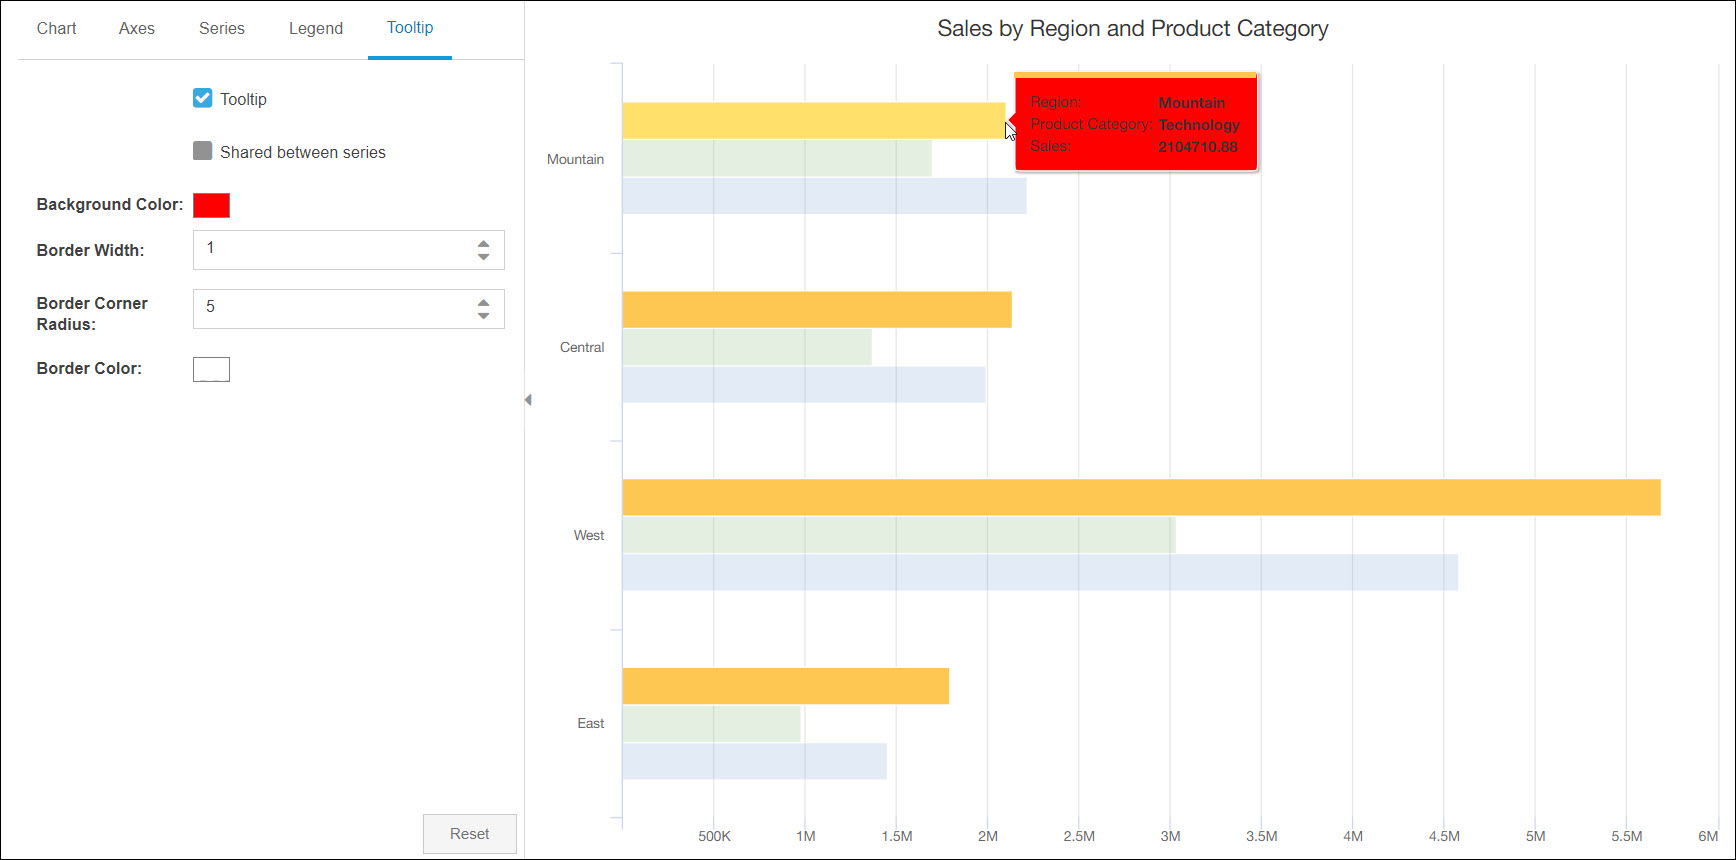 Chart Axes Series Legend Tooltip
Tooltip
Shared between series
Background Color:
Border Width: 1
Border Corner
Radius: 5
Border Color:
Reset
Sales by Region and Product Category
Region: Mountain
Product Category: Technology
Sales: 2104710.88
Mountain
Central
West
East
500K 1M 1.5M 2M 2.5M 3M 3.5M 4M 4.5M 5M 5.5M 6M